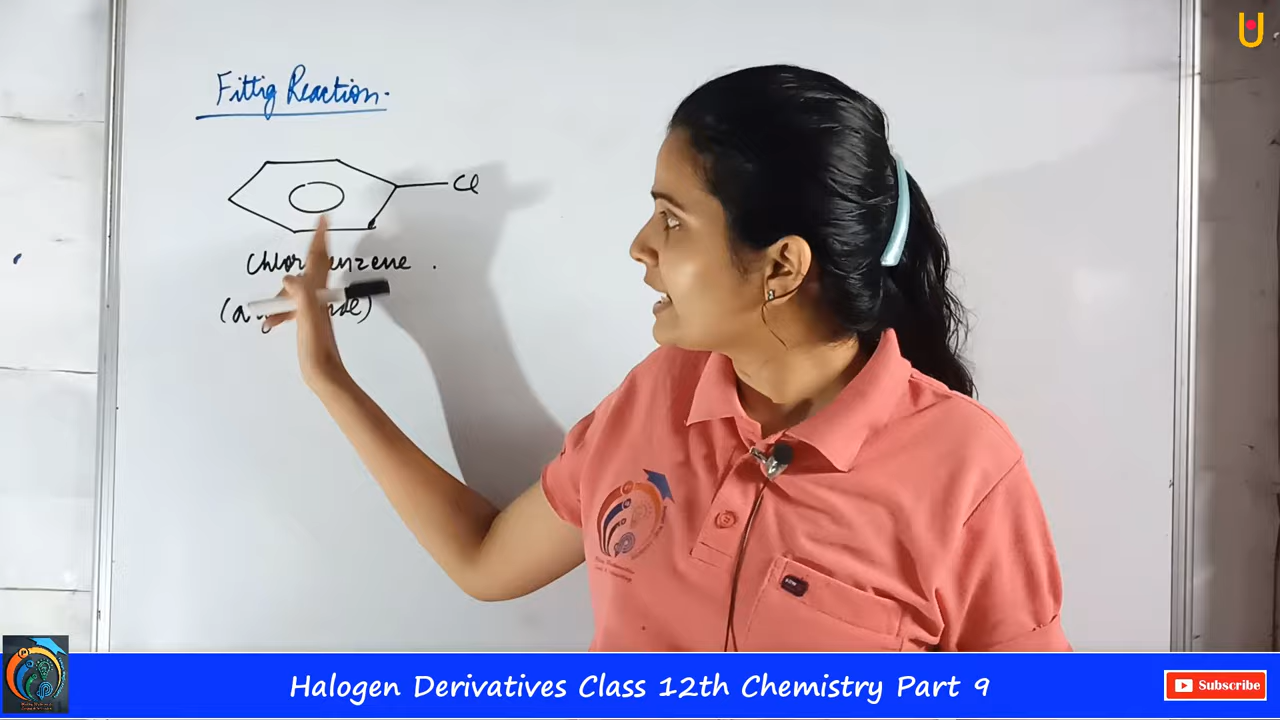 Fittig Reaction.
Cl
(
Halogen Derivatives Class 12th Chemistry Part 9
Subscribe